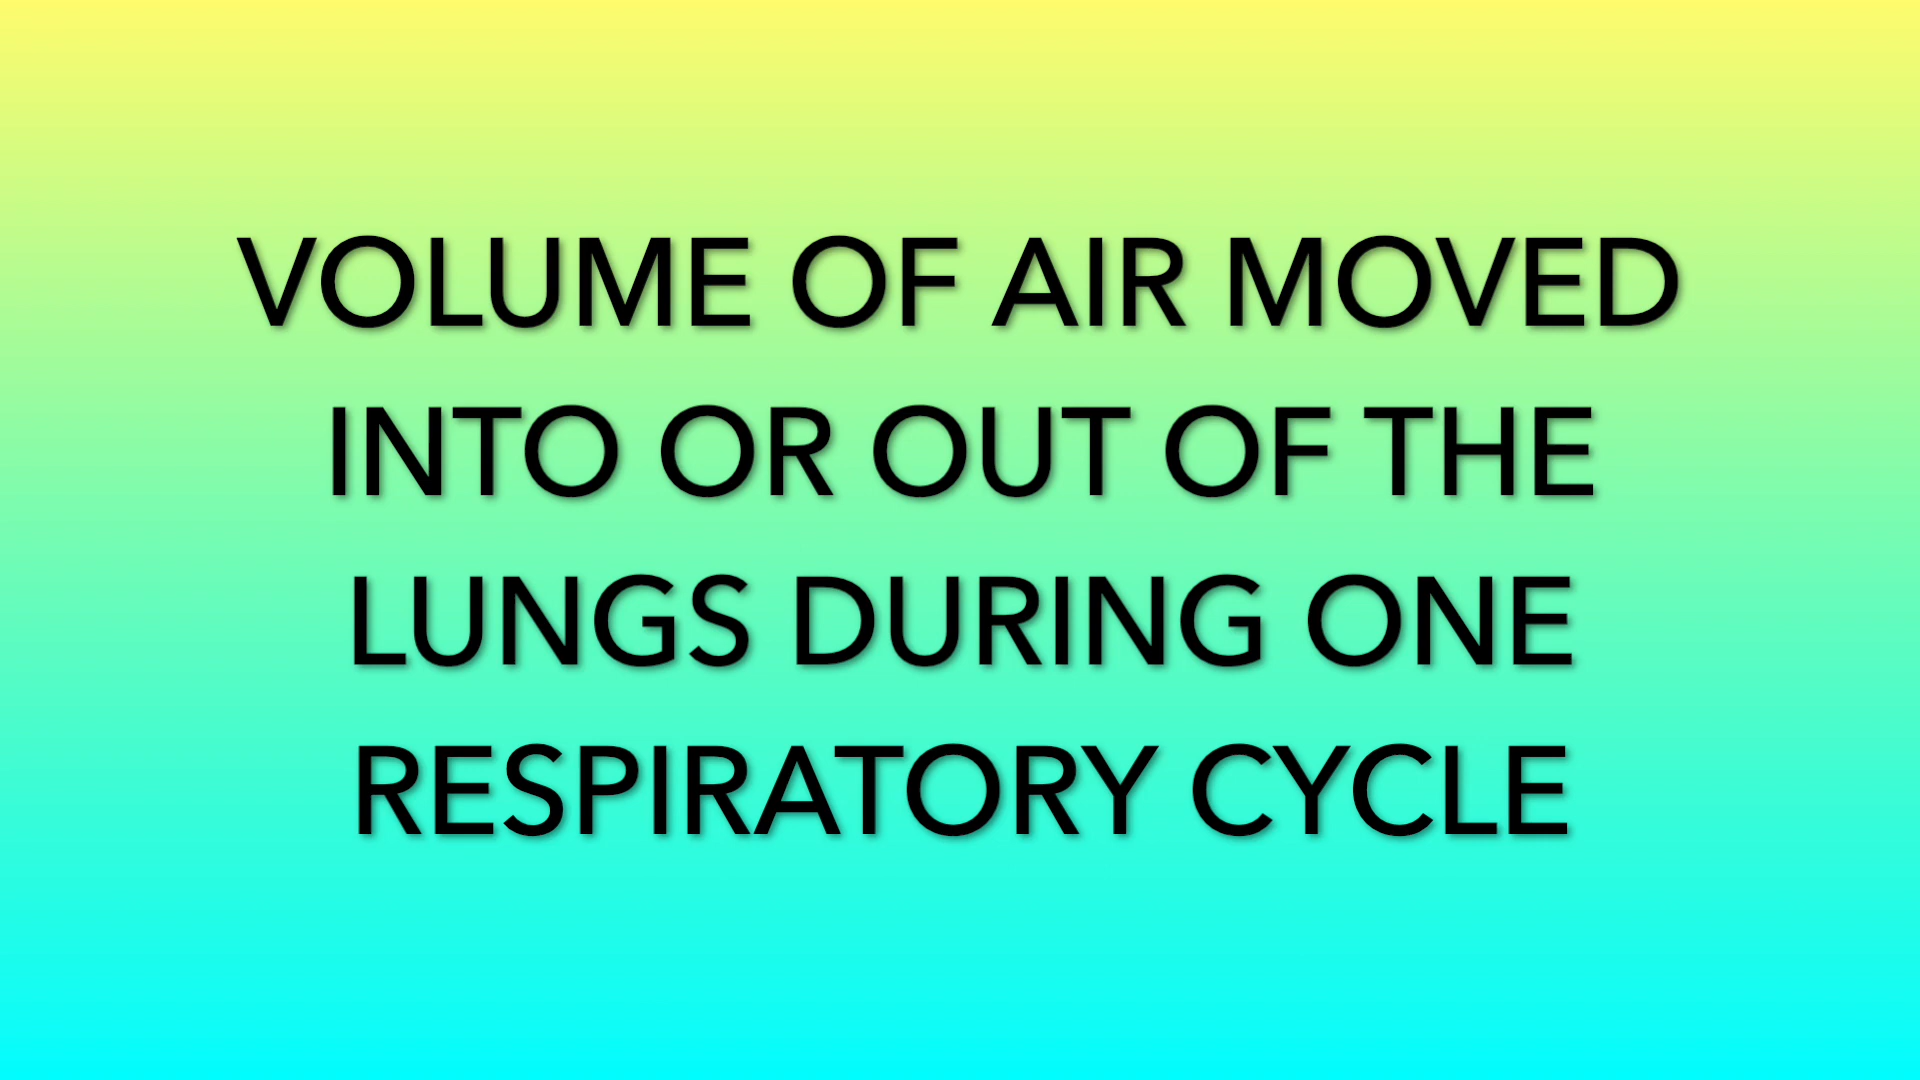 VOLUME OF AIR MOVED
INTO OR OUT OF THE
LUNGS DURING ONE
RESPIRATORY CYCLE